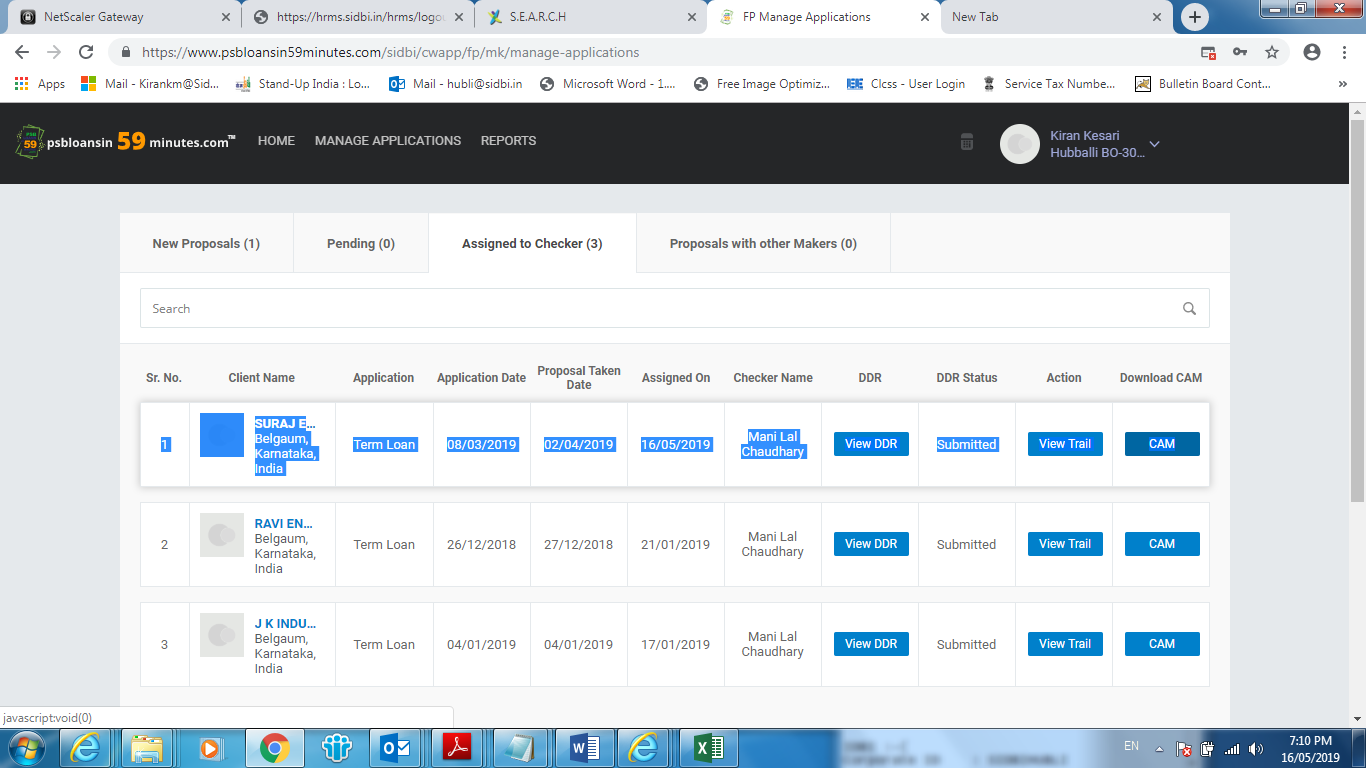 NetScaler Gateway
https://hrms.sidbi.in/hrms/logou
S.E.A.R.C.H
FP Manage Applications
New Tab
https://www.psbloansin59minutes.com/sidbi/cwapp/fp/mk/manage-applications
Apps
Mail - Kirankm@Sid...
Stand-Up India : Lo...
Mail - hubli@sidbi.in
Microsoft Word - 1....
Free Image Optimiz...
Clcss - User Login
Service Tax Numbe...
Bulletin Board Cont...
»
PSB 59 psbloansin 59 minutes.com™
HOME
MANAGE APPLICATIONS
REPORTS
Kiran Kesari
Hubballi BO-30...
New Proposals (1)
Pending (0)
Assigned to Checker (3)
Proposals with other Makers (0)
Search
Sr. No.
Client Name
Application
Application Date
Proposal Taken
Date
Assigned On
Checker Name
DDR
DDR Status
Action
Download CAM
1
SURAJ E...
Belgaum,
Karnataka,
India
Term Loan
08/03/2019
02/04/2019
16/05/2019
Mani Lal
Chaudhary
View DDR
Submitted
View Trail
CAM
2
RAVI EN...
Belgaum,
Karnataka,
India
Term Loan
26/12/2018
27/12/2018
21/01/2019
Mani Lal
Chaudhary
View DDR
Submitted
View Trail
CAM
3
J K INDU...
Belgaum,
Karnataka,
India
Term Loan
04/01/2019
04/01/2019
17/01/2019
Mani Lal
Chaudhary
View DDR
Submitted
View Trail
CAM
javascript:void(0)
EN
7:10 PM
16/05/2019